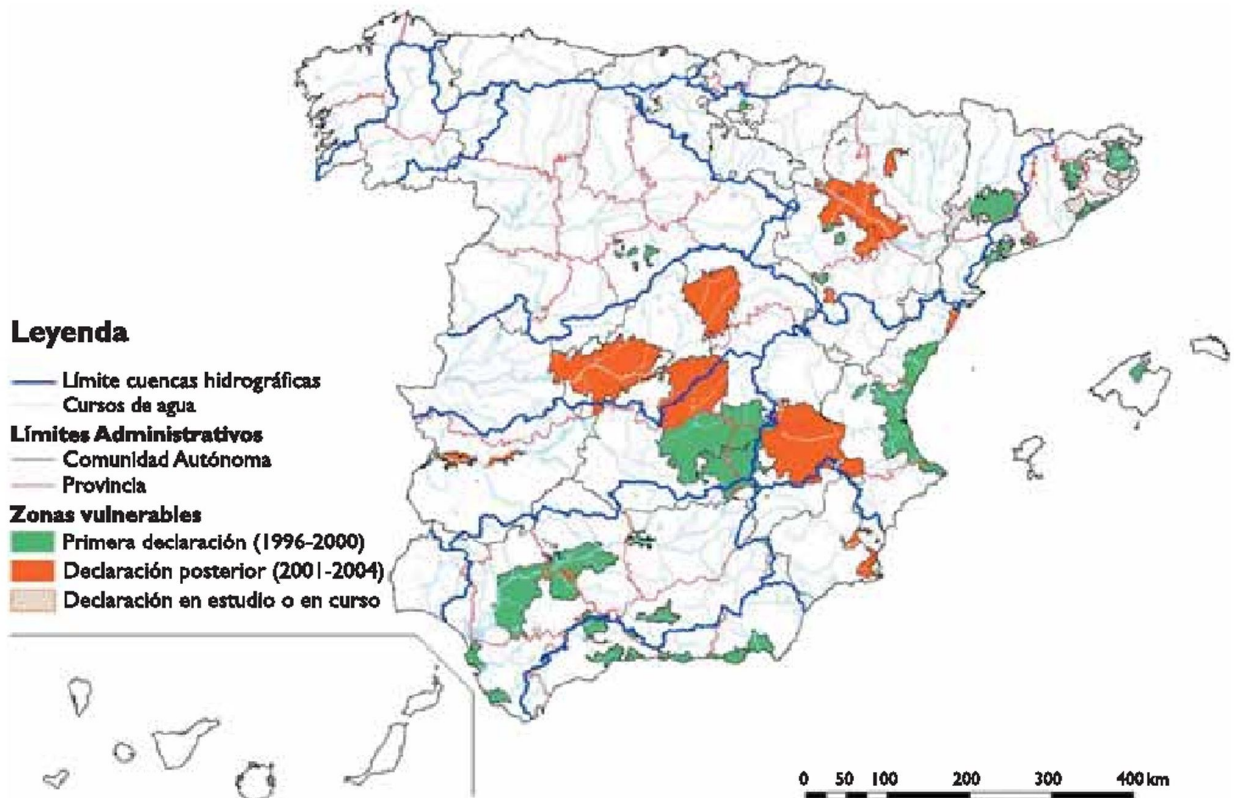 Leyenda
Límite cuencas hidrográficas
Cursos de agua
Límites Administrativos
Comunidad Autónoma
Provincia
Zonas vulnerables
Primera declaración (1996-2000)
Declaración posterior (2001-2004)
Declaración en estudio o en curso
0 50 100 200 300 400 km